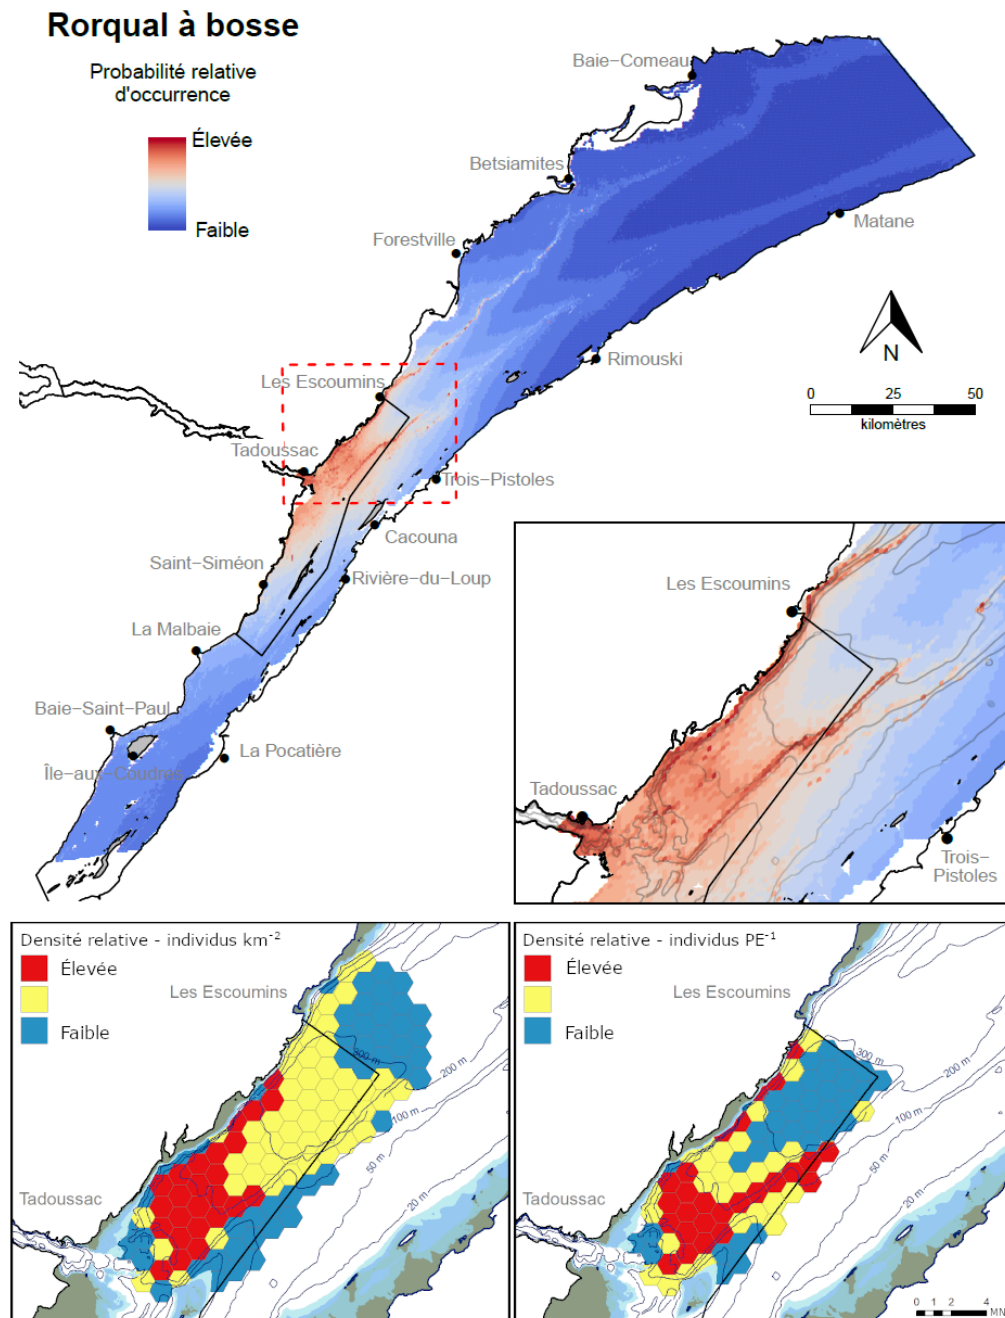 Rorqual à bosse
Probabilité relative
d'occurrence
Élevée
Faible
Baie−Comeau
Betsiamites
Matane
Forestville
N
Rimouski
0 25 50
kilomètres
Les Escoumins
Tadoussac
Trois−Pistoles
Cacouna
Saint−Siméon
Rivière−du−Loup
La Malbaie
Baie−Saint−Paul
La Pocatière
Île−aux−Coudres
Les Escoumins
Tadoussac
Trois−
Pistoles
Densité relative - individus km⁻²
Élevée
Faible
Les Escoumins
300 m
200 m
100 m
50 m
20 m
Tadoussac
Densité relative - individus PE⁻¹
Élevée
Faible
Les Escoumins
300 m
200 m
100 m
50 m
20 m
Tadoussac
0 1 2 4
MN